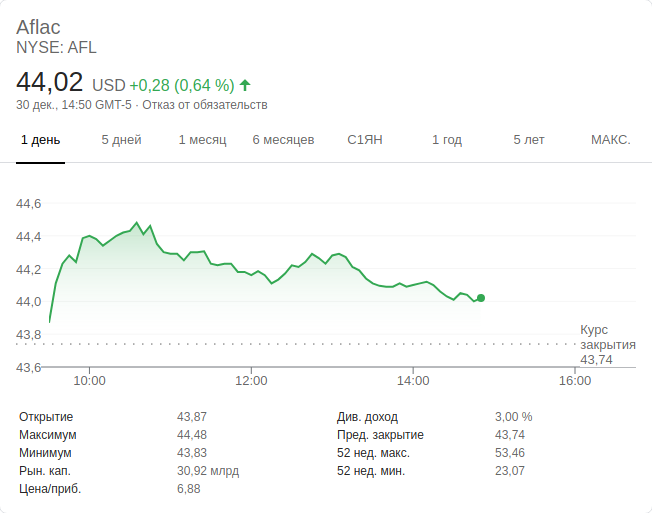 Aflac
NYSE: AFL
44,02 USD +0,28 (0,64 %)
30 дек., 14:50 GMT-5 · Отказ от обязательств
1 день 5 дней 1 месяц 6 месяцев С1ЯН 1 год 5 лет МАКС.
44,6
44,4
44,2
44,0
43,8
43,6
Курс
закрытия
43,74
10:00 12:00 14:00 16:00
Открытие 43,87 Див. доход 3,00 %
Максимум 44,48 Пред. закрытие 43,74
Минимум 43,83 52 нед. макс. 53,46
Рын. кап. 30,92 млрд 52 нед. мин. 23,07
Цена/приб. 6,88